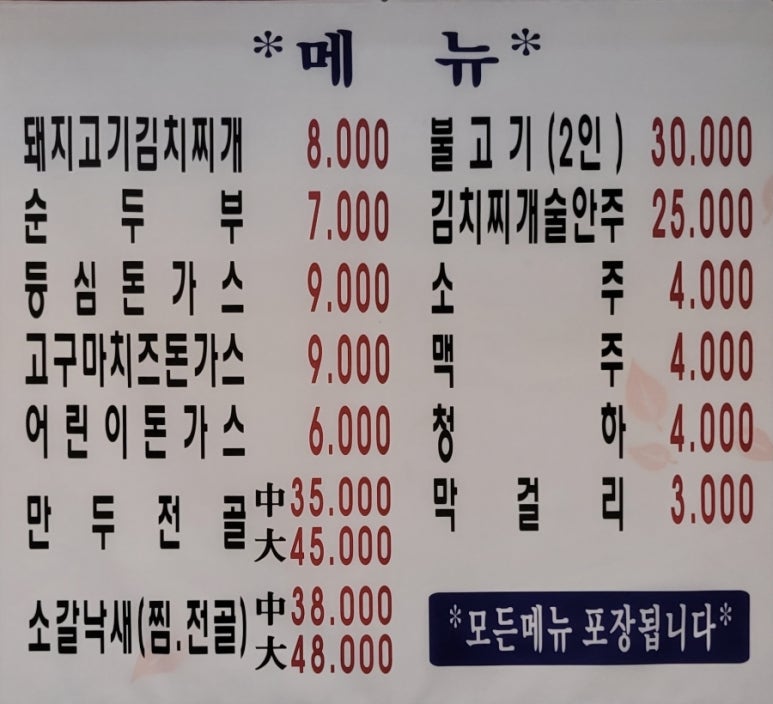 *메 뉴*
돼지고기김치찌개 8.000
순두부 7.000
등심돈가스 9.000
고구마치즈돈가스 9.000
어린이돈가스 6.000
만두전골 中35.000
大45.000
소갈낙새(찜.전골) 中38.000
大48.000
불고기(2인) 30.000
김치찌개술안주 25.000
소주 4.000
맥주 4.000
청하 4.000
막걸리 3.000
*모든메뉴 포장됩니다*